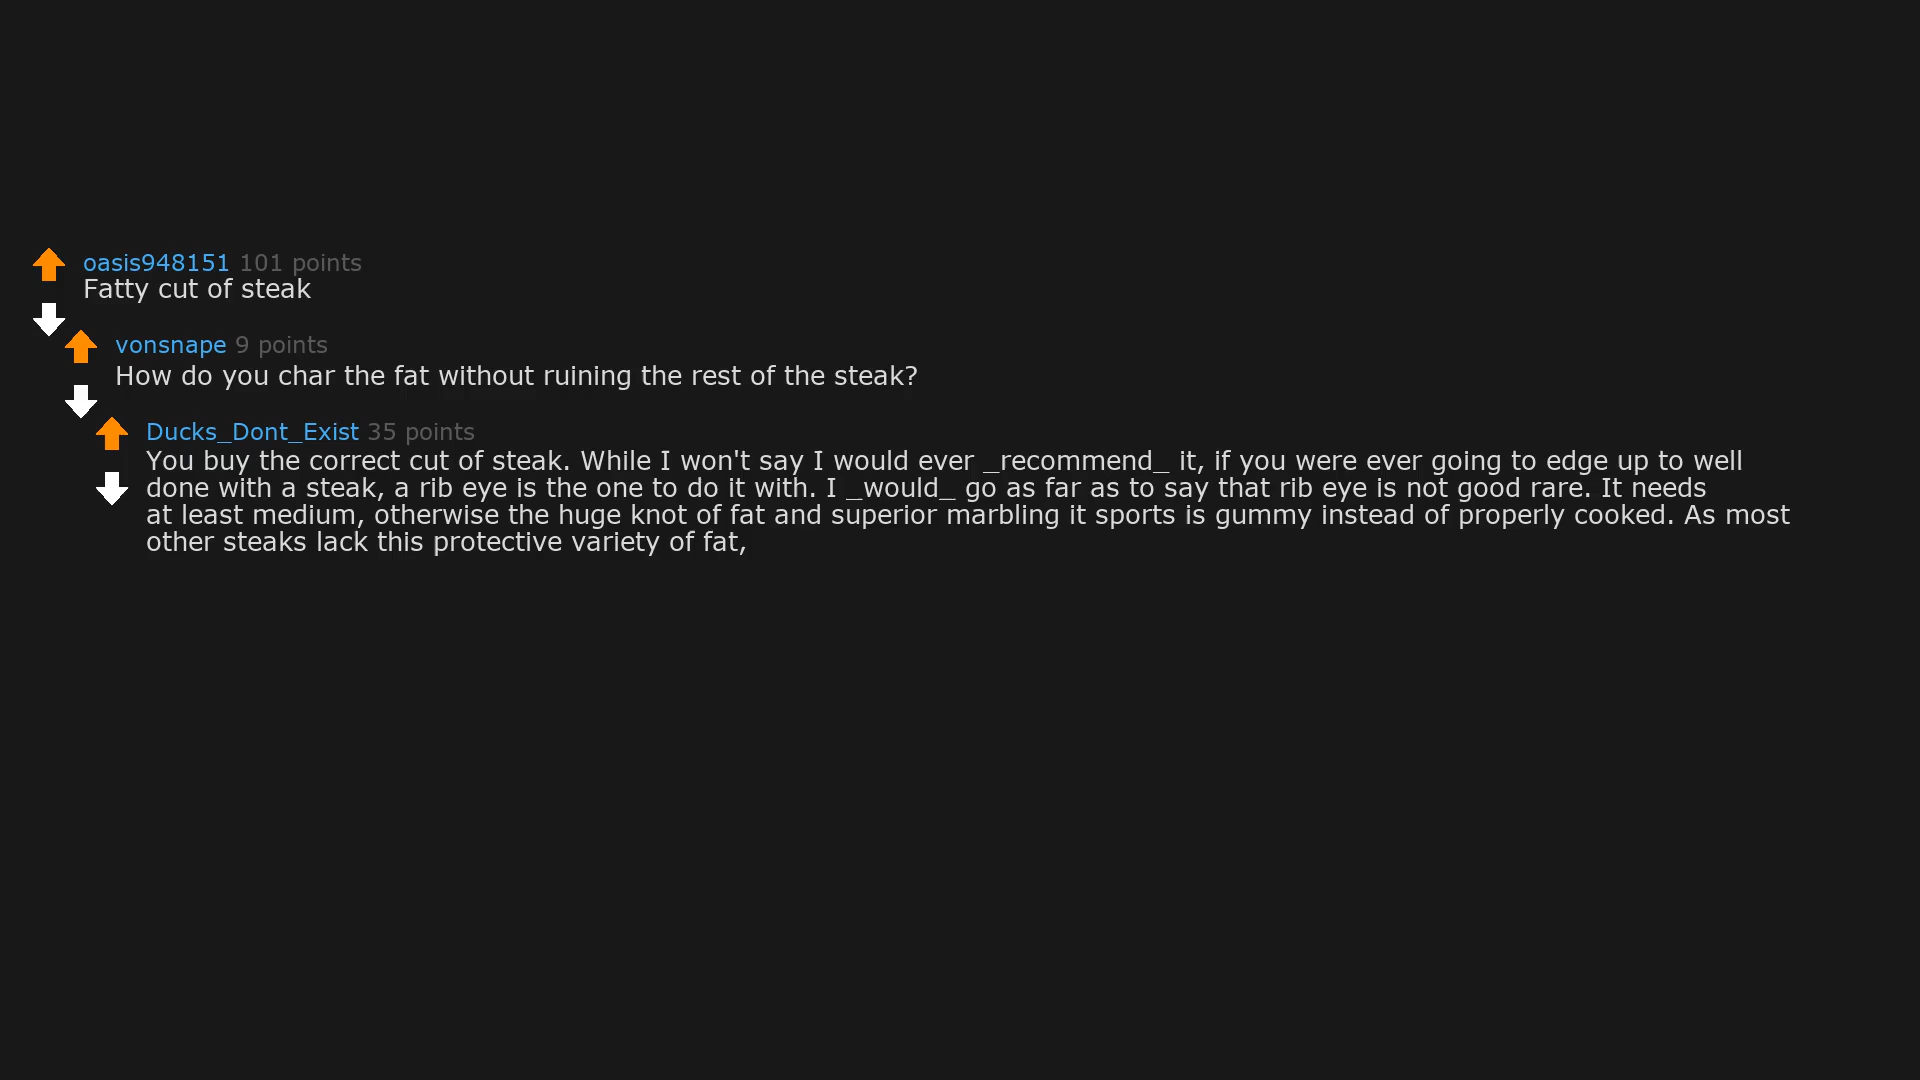 oasis948151 101 points
Fatty cut of steak
vonsnape 9 points
How do you char the fat without ruining the rest of the steak?
Ducks_Dont_Exist 35 points
You buy the correct cut of steak. While I won't say I would ever _recommend_ it, if you were ever going to edge up to well
done with a steak, a rib eye is the one to do it with. I _would_ go as far as to say that rib eye is not good rare. It needs
at least medium, otherwise the huge knot of fat and superior marbling it sports is gummy instead of properly cooked. As most
other steaks lack this protective variety of fat,